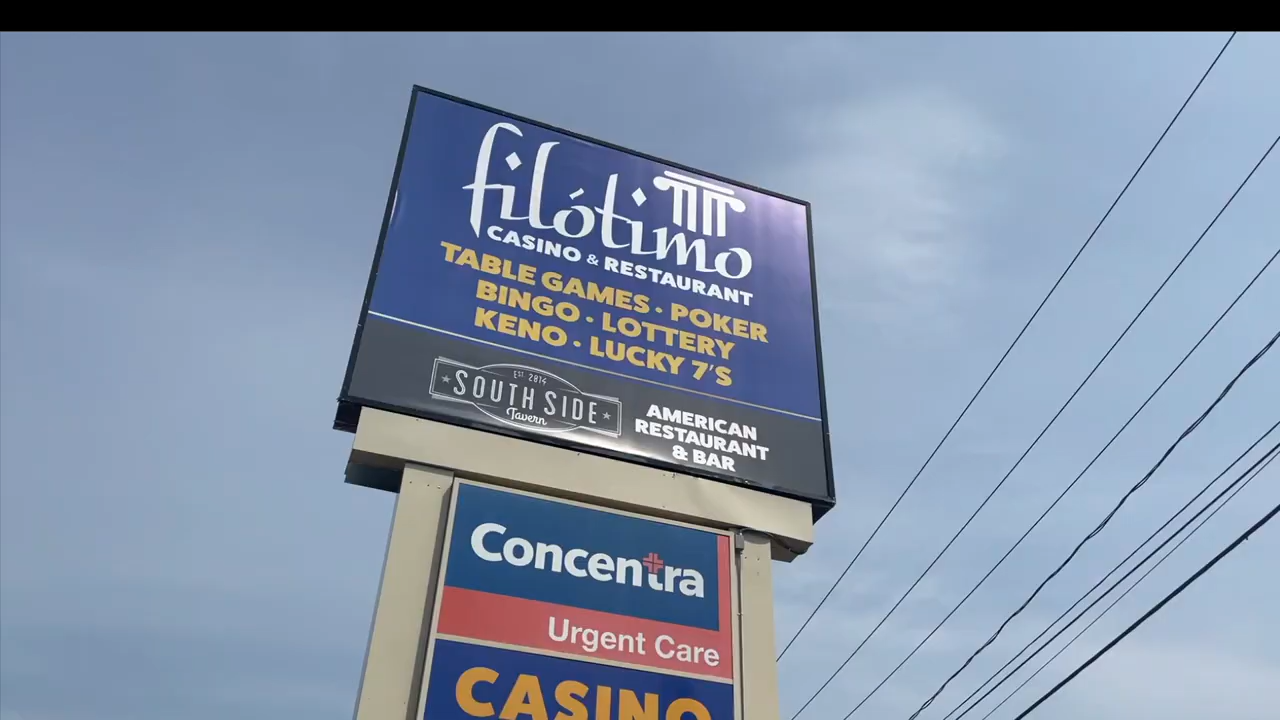 filótimo
CASINO & RESTAURANT
TABLE GAMES · POKER
BINGO · LOTTERY
KENO · LUCKY 7'S
EST. 2814
SOUTH SIDE
Tavern
AMERICAN
RESTAURANT
& BAR
Concentra
Urgent Care
CASINO